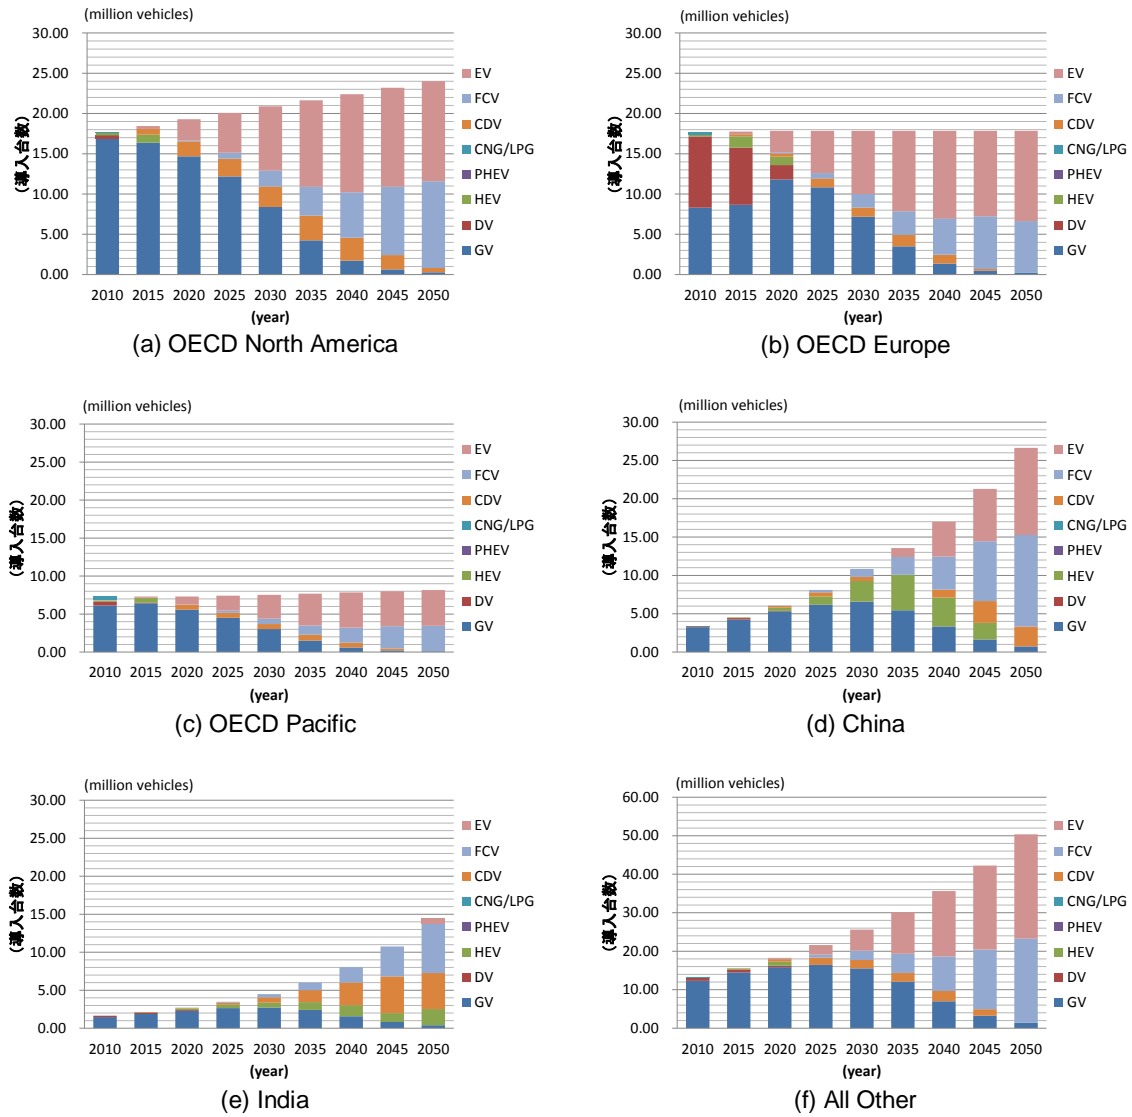 (million vehicles)
30.00
25.00
20.00
15.00
10.00
5.00
0.00
(導入台数)
2010 2015 2020 2025 2030 2035 2040 2045 2050
(year)
EV
FCV
CDV
CNG/LPG
PHEV
HEV
DV
GV
(a) OECD North America
(million vehicles)
30.00
25.00
20.00
15.00
10.00
5.00
0.00
(導入台数)
2010 2015 2020 2025 2030 2035 2040 2045 2050
(year)
EV
FCV
CDV
CNG/LPG
PHEV
HEV
DV
GV
(b) OECD Europe
(million vehicles)
30.00
25.00
20.00
15.00
10.00
5.00
0.00
(導入台数)
2010 2015 2020 2025 2030 2035 2040 2045 2050
(year)
EV
FCV
CDV
CNG/LPG
PHEV
HEV
DV
GV
(c) OECD Pacific
(million vehicles)
30.00
25.00
20.00
15.00
10.00
5.00
0.00
(導入台数)
2010 2015 2020 2025 2030 2035 2040 2045 2050
(year)
EV
FCV
CDV
CNG/LPG
PHEV
HEV
DV
GV
(d) China
(million vehicles)
30.00
25.00
20.00
15.00
10.00
5.00
0.00
(導入台数)
2010 2015 2020 2025 2030 2035 2040 2045 2050
(year)
EV
FCV
CDV
CNG/LPG
PHEV
HEV
DV
GV
(e) India
(million vehicles)
60.00
50.00
40.00
30.00
20.00
10.00
0.00
(導入台数)
2010 2015 2020 2025 2030 2035 2040 2045 2050
(year)
EV
FCV
CDV
CNG/LPG
PHEV
HEV
DV
GV
(f) All Other